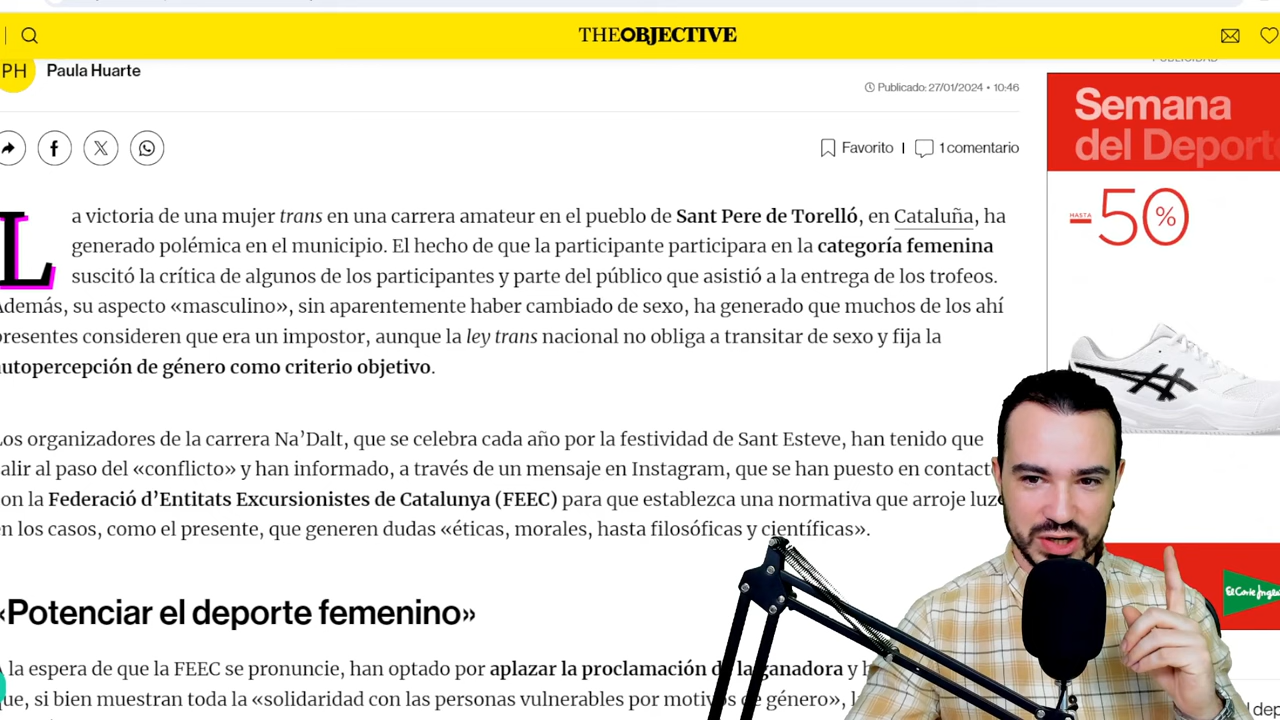 THEOBJECTIVE
PH
Paula Huarte
PUBLICIDAD
Publicado: 27/01/2024 • 10:46
Favorito
1 comentario
Semana
del Deport
HASTA
-50%
a victoria de una mujer trans en una carrera amateur en el pueblo de Sant Pere de Torelló, en Cataluña, ha
L generado polémica en el municipio. El hecho de que la participante participara en la categoría femenina
suscitó la crítica de algunos de los participantes y parte del público que asistió a la entrega de los trofeos.
Además, su aspecto «masculino», sin aparentemente haber cambiado de sexo, ha generado que muchos de los ahí
presentes consideren que era un impostor, aunque la ley trans nacional no obliga a transitar de sexo y fija la
autopercepción de género como criterio objetivo.
Los organizadores de la carrera Na’Dalt, que se celebra cada año por la festividad de Sant Esteve, han tenido que
alir al paso del «conflicto» y han informado, a través de un mensaje en Instagram, que se han puesto en contact
on la Federació d’Entitats Excursionistes de Catalunya (FEEC) para que establezca una normativa que arroje luz
en los casos, como el presente, que generen dudas «éticas, morales, hasta filosóficas y científicas».
El Corte Ingles
«Potenciar el deporte femenino»
A la espera de que la FEEC se pronuncie, han optado por aplazar la proclamación de la ganadora y h
que, si bien muestran toda la «solidaridad con las personas vulnerables por motivos de género», l
l dep